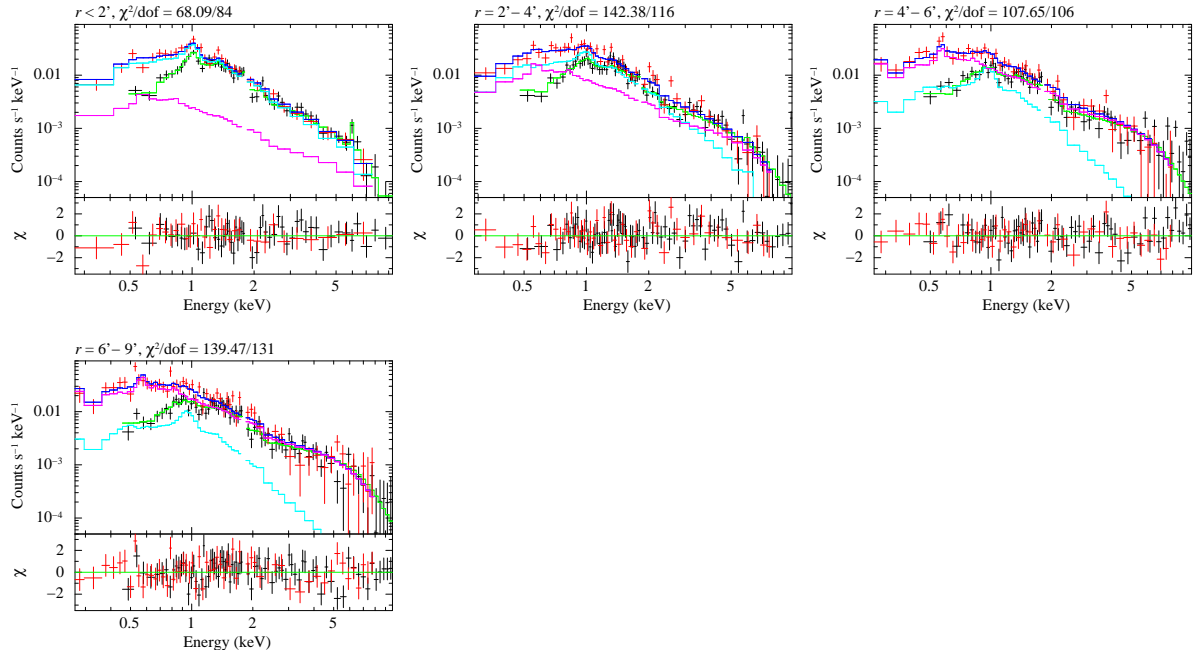 r < 2’, χ²/dof = 68.09/84
Counts s⁻¹ keV⁻¹
0.01
10⁻³
10⁻⁴
χ
2
0
−2
0.5 1 2 5
Energy (keV)
r = 2’− 4’, χ²/dof = 142.38/116
Counts s⁻¹ keV⁻¹
0.01
10⁻³
10⁻⁴
χ
2
0
−2
0.5 1 2 5
Energy (keV)
r = 4’− 6’, χ²/dof = 107.65/106
Counts s⁻¹ keV⁻¹
0.01
10⁻³
10⁻⁴
χ
2
0
−2
0.5 1 2 5
Energy (keV)
r = 6’− 9’, χ²/dof = 139.47/131
Counts s⁻¹ keV⁻¹
0.01
10⁻³
10⁻⁴
χ
2
0
−2
0.5 1 2 5
Energy (keV)